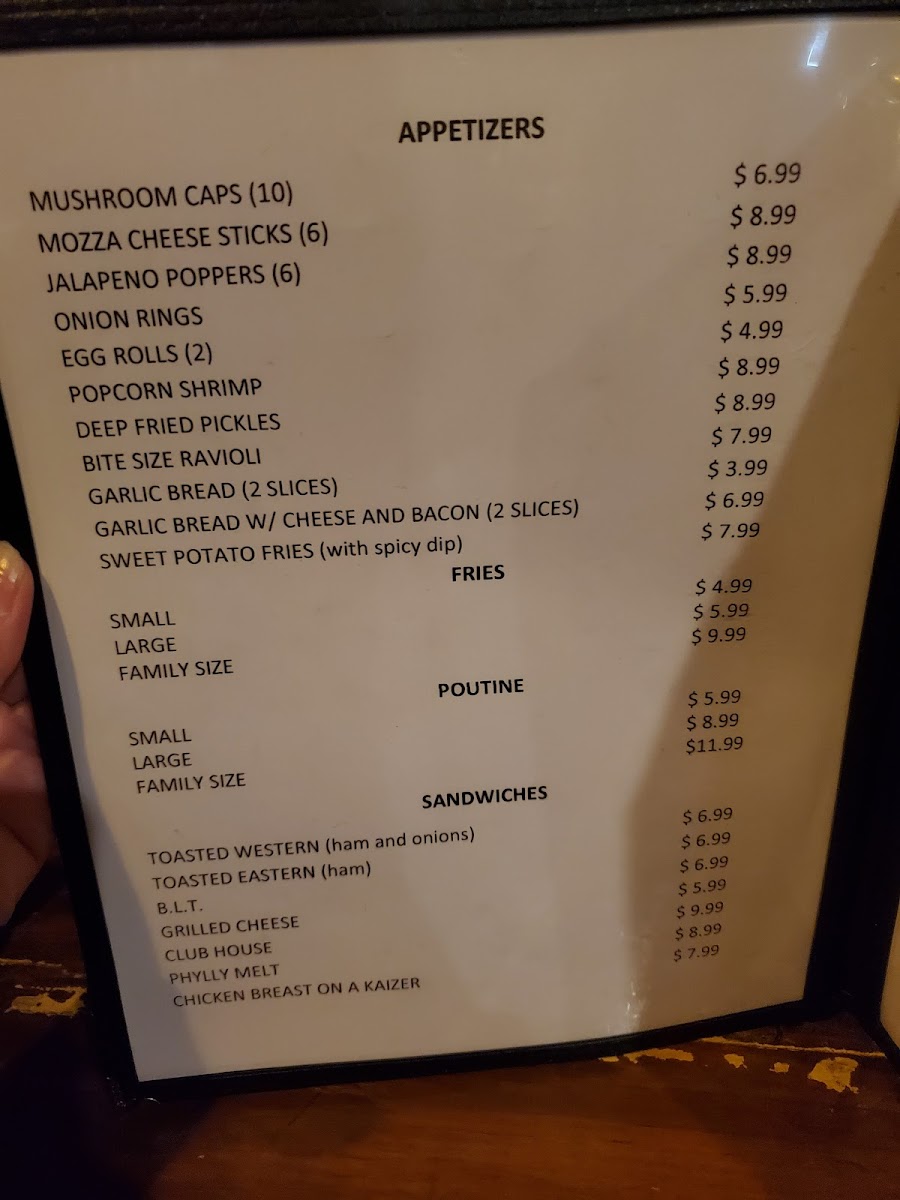 APPETIZERS
MUSHROOM CAPS (10) $ 6.99
MOZZA CHEESE STICKS (6) $ 8.99
JALAPENO POPPERS (6) $ 8.99
ONION RINGS $ 5.99
EGG ROLLS (2) $ 4.99
POPCORN SHRIMP $ 8.99
DEEP FRIED PICKLES $ 8.99
BITE SIZE RAVIOLI $ 7.99
GARLIC BREAD (2 SLICES) $ 3.99
GARLIC BREAD W/ CHEESE AND BACON (2 SLICES) $ 6.99
SWEET POTATO FRIES (with spicy dip) $ 7.99
FRIES
SMALL $ 4.99
LARGE $ 5.99
FAMILY SIZE $ 9.99
POUTINE
SMALL $ 5.99
LARGE $ 8.99
FAMILY SIZE $11.99
SANDWICHES
TOASTED WESTERN (ham and onions) $ 6.99
TOASTED EASTERN (ham) $ 6.99
B.L.T. $ 6.99
GRILLED CHEESE $ 5.99
CLUB HOUSE $ 9.99
PHYLLY MELT $ 8.99
CHICKEN BREAST ON A KAIZER $ 7.99